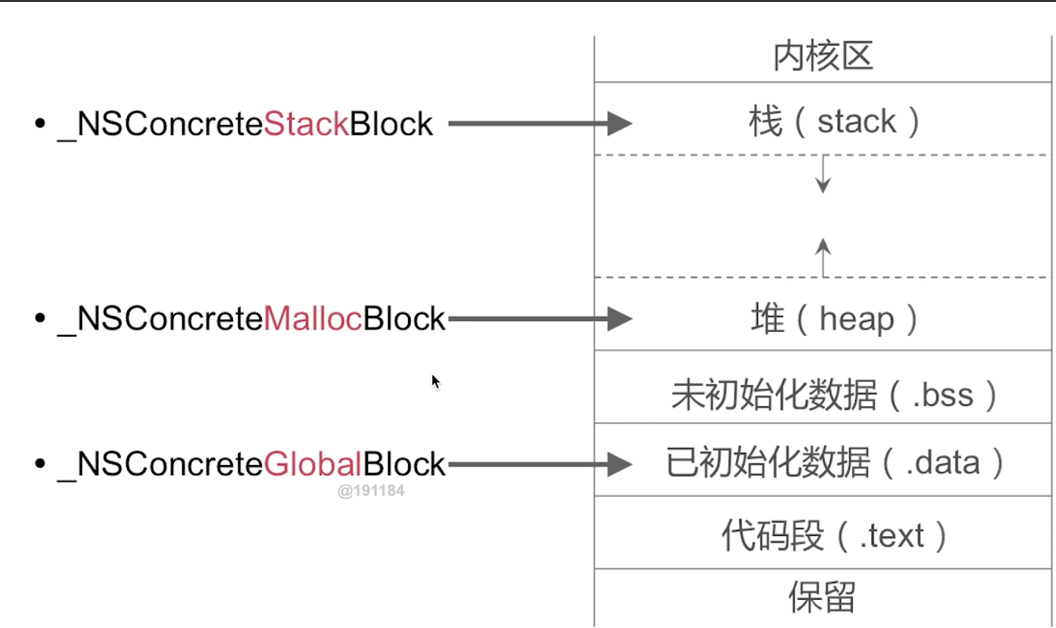 内核区
• _NSConcreteStackBlock
栈（stack）
• _NSConcreteMallocBlock
堆（heap）
未初始化数据（.bss）
• _NSConcreteGlobalBlock
已初始化数据（.data）
@191184
代码段（.text）
保留